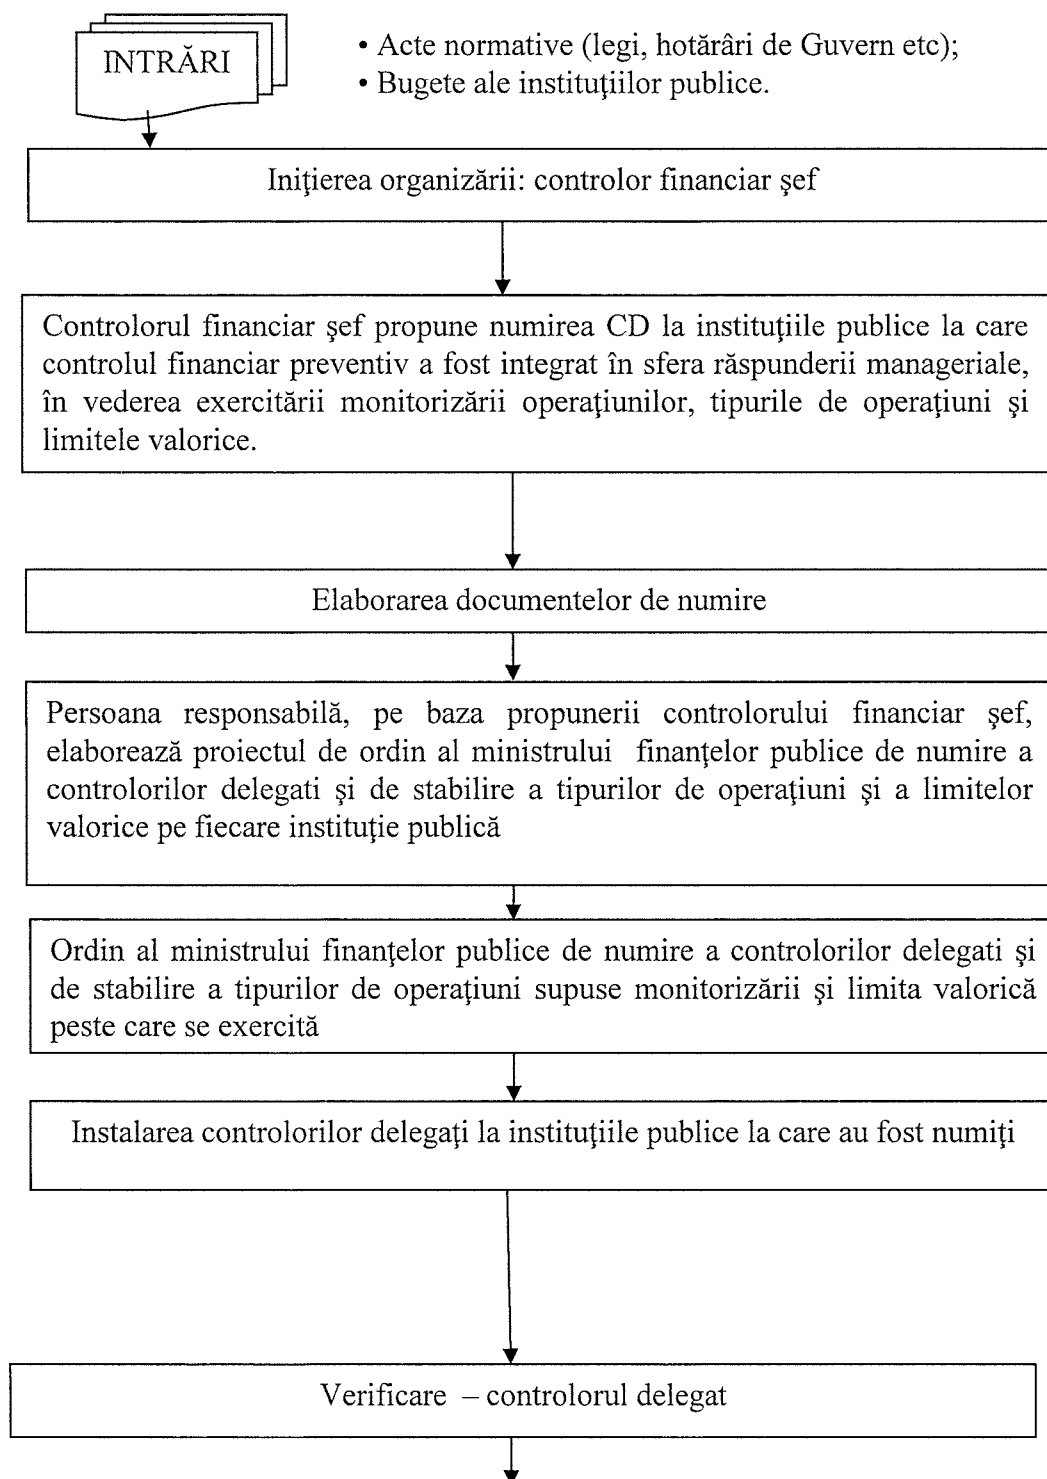 INTRĂRI
• Acte normative (legi, hotărâri de Guvern etc);
• Bugete ale instituţiilor publice.
Iniţierea organizării: controlor financiar şef
Controlorul financiar şef propune numirea CD la instituţiile publice la care
controlul financiar preventiv a fost integrat în sfera răspunderii manageriale,
în vederea exercitării monitorizării operaţiunilor, tipurile de operaţiuni şi
limitele valorice.
Elaborarea documentelor de numire
Persoana responsabilă, pe baza propunerii controlorului financiar şef,
elaborează proiectul de ordin al ministrului finanţelor publice de numire a
controlorilor delegati şi de stabilire a tipurilor de operaţiuni şi a limitelor
valorice pe fiecare instituţie publică
Ordin al ministrului finanţelor publice de numire a controlorilor delegati şi
de stabilire a tipurilor de operaţiuni supuse monitorizării şi limita valorică
peste care se exercită
Instalarea controlorilor delegaţi la instituţiile publice la care au fost numiţi
Verificare – controlorul delegat